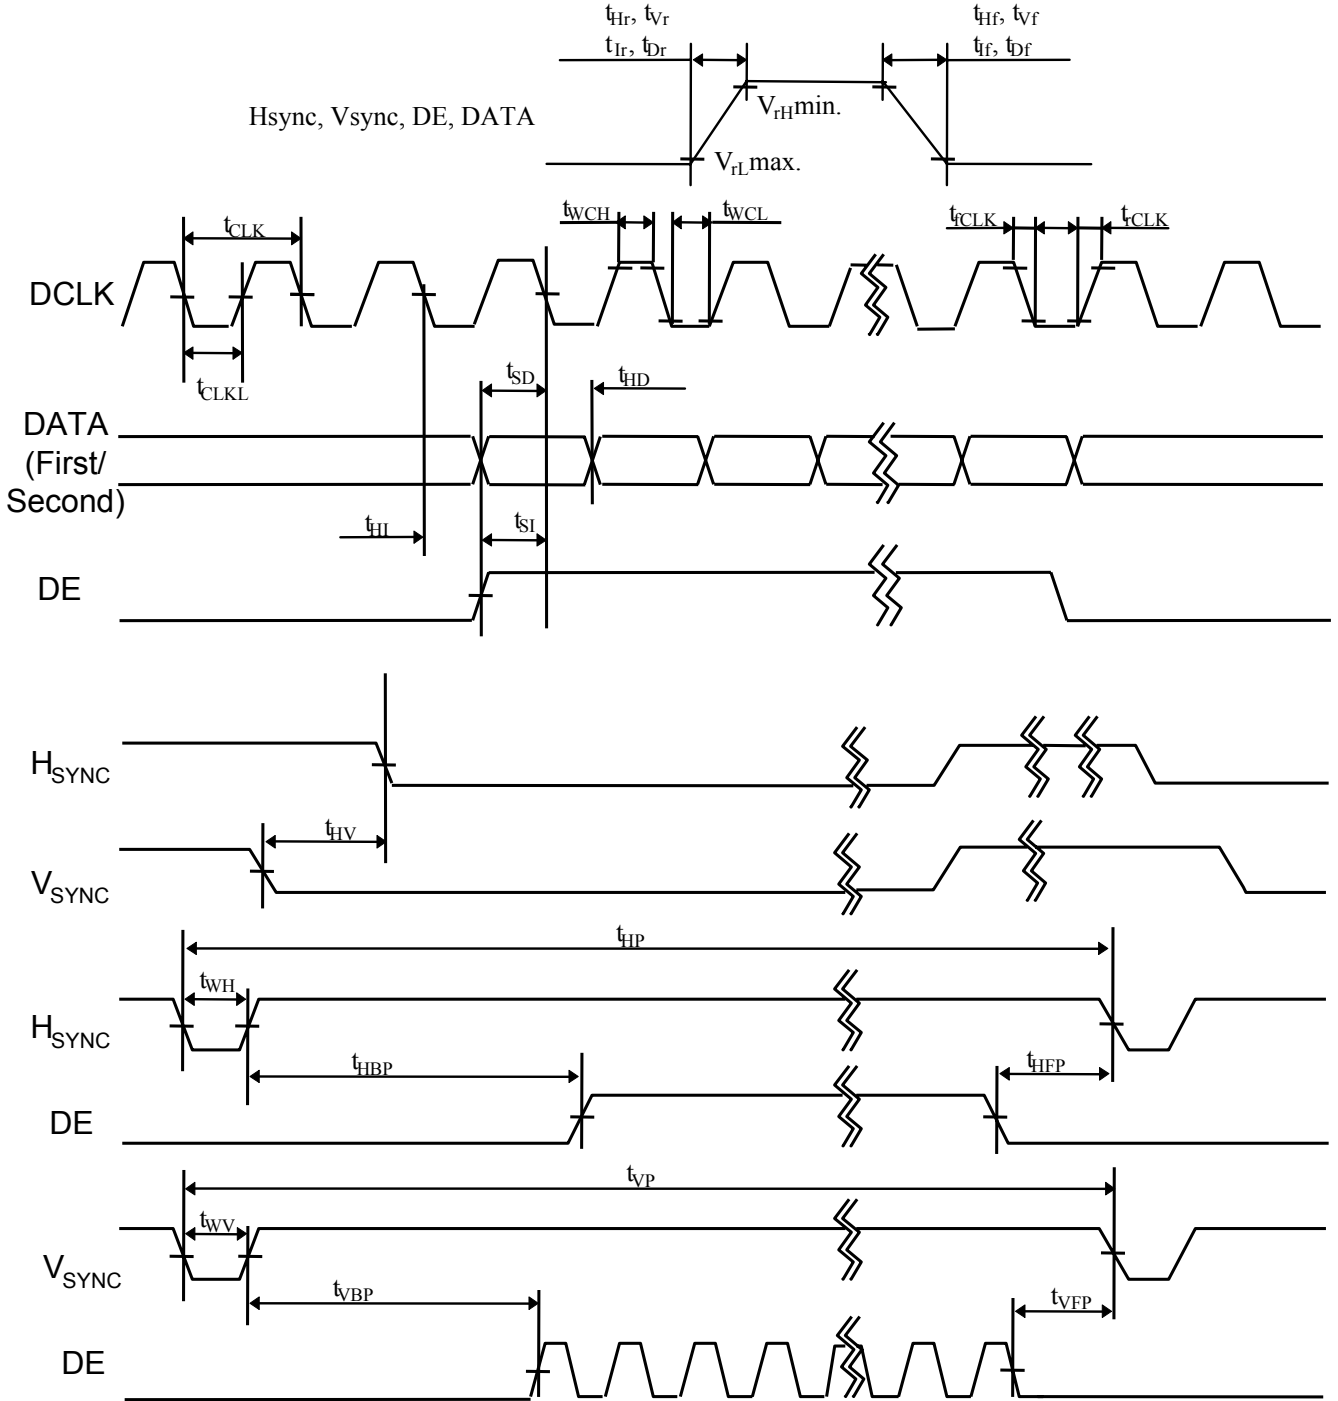 tHr, tVr
tHf, tVf
tIr, tDr
tIf, tDf
Hsync, Vsync, DE, DATA
VrHmin.
VrLmax.
tCLK
tWCH
tWCL
tfCLK
trCLK
DCLK
tCLKL
tSD
tHD
DATA
(First/
Second)
tHI
tSI
DE
HSYNC
tHV
VSYNC
tHP
tWH
HSYNC
tHBP
tHFP
DE
tVP
tWV
VSYNC
tVBP
tVFP
DE